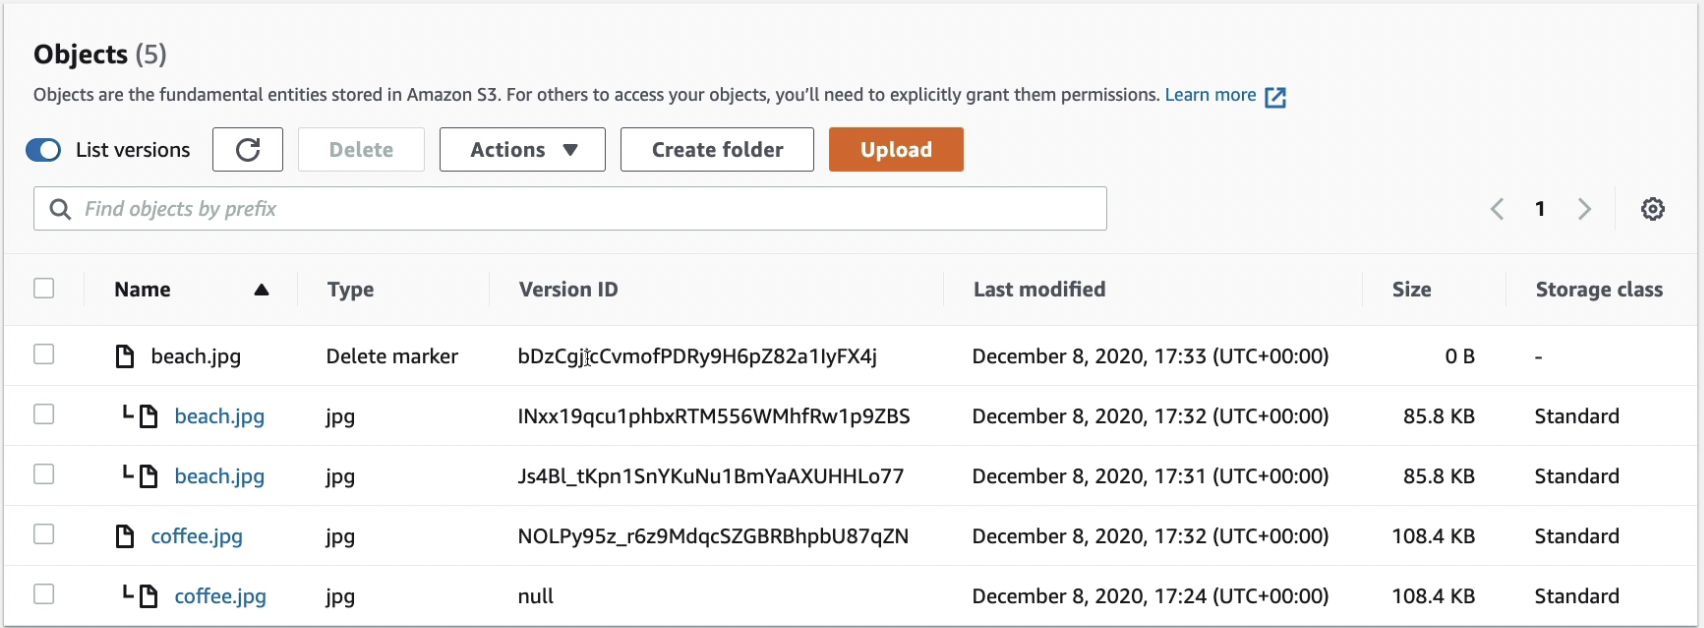 Objects (5)
Objects are the fundamental entities stored in Amazon S3. For others to access your objects, you’ll need to explicitly grant them permissions. Learn more
List versions Delete Actions Create folder Upload
Find objects by prefix 1
Name Type Version ID Last modified Size Storage class
beach.jpg Delete marker December 8, 2020, 17:33 (UTC+00:00) 0 B -
beach.jpg jpg INxx19qcu1phbxRTM556WMhfRw1p9ZBS December 8, 2020, 17:32 (UTC+00:00) 85.8 KB Standard
beach.jpg jpg Js4Bl_tKpn1SnYKuNu1BmYaAXUHHLo77 December 8, 2020, 17:31 (UTC+00:00) 85.8 KB Standard
coffee.jpg jpg NOLPy95z_r6z9MdqcSZGBRBhpbU87qZN December 8, 2020, 17:32 (UTC+00:00) 108.4 KB Standard
coffee.jpg jpg null December 8, 2020, 17:24 (UTC+00:00) 108.4 KB Standard